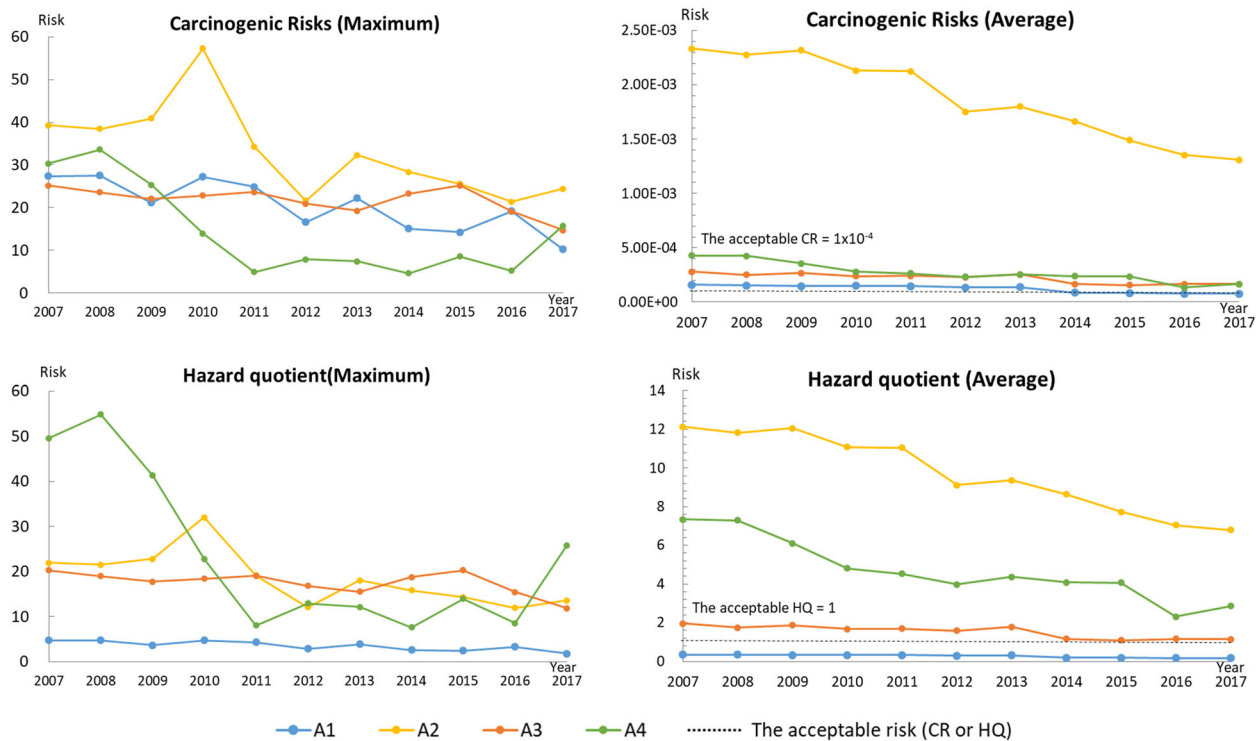 Carcinogenic Risks (Maximum)
Risk
60
50
40
30
20
10
0
Year
2007 2008 2009 2010 2011 2012 2013 2014 2015 2016 2017
Carcinogenic Risks (Average)
Risk
2.50E-03
2.00E-03
1.50E-03
1.00E-03
5.00E-04
0.00E+00
The acceptable CR = 1x10⁻⁴
Year
2007 2008 2009 2010 2011 2012 2013 2014 2015 2016 2017
Hazard quotient(Maximum)
Risk
60
50
40
30
20
10
0
Year
2007 2008 2009 2010 2011 2012 2013 2014 2015 2016 2017
Hazard quotient (Average)
Risk
14
12
10
8
6
4
2
0
The acceptable HQ = 1
Year
2007 2008 2009 2010 2011 2012 2013 2014 2015 2016 2017
A1 A2 A3 A4 The acceptable risk (CR or HQ)